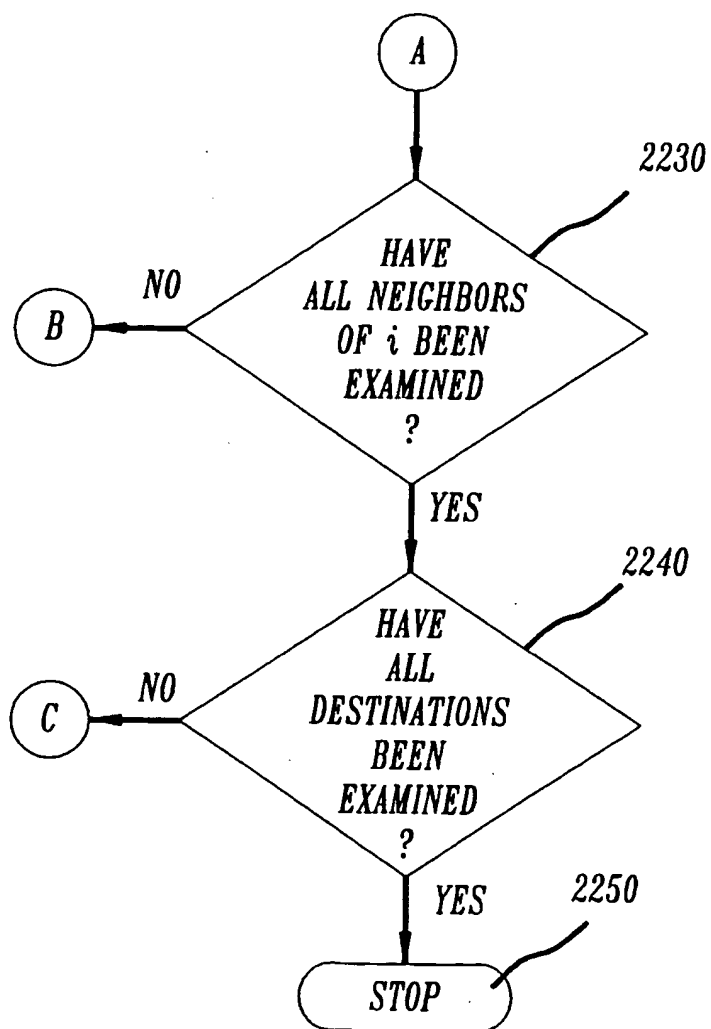 A
2230
HAVE
ALL NEIGHBORS
OF i BEEN
EXAMINED
?
NO
B
YES
2240
HAVE
ALL
DESTINATIONS
BEEN
EXAMINED
?
NO
C
YES
2250
STOP